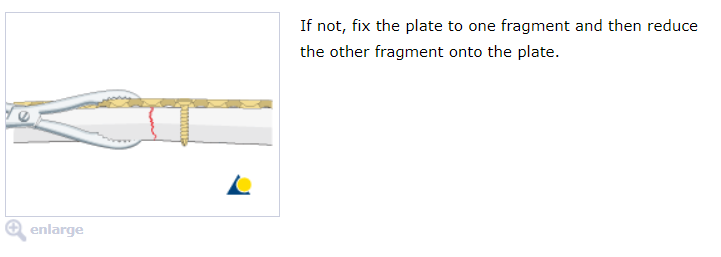 If not, fix the plate to one fragment and then reduce
the other fragment onto the plate.
enlarge